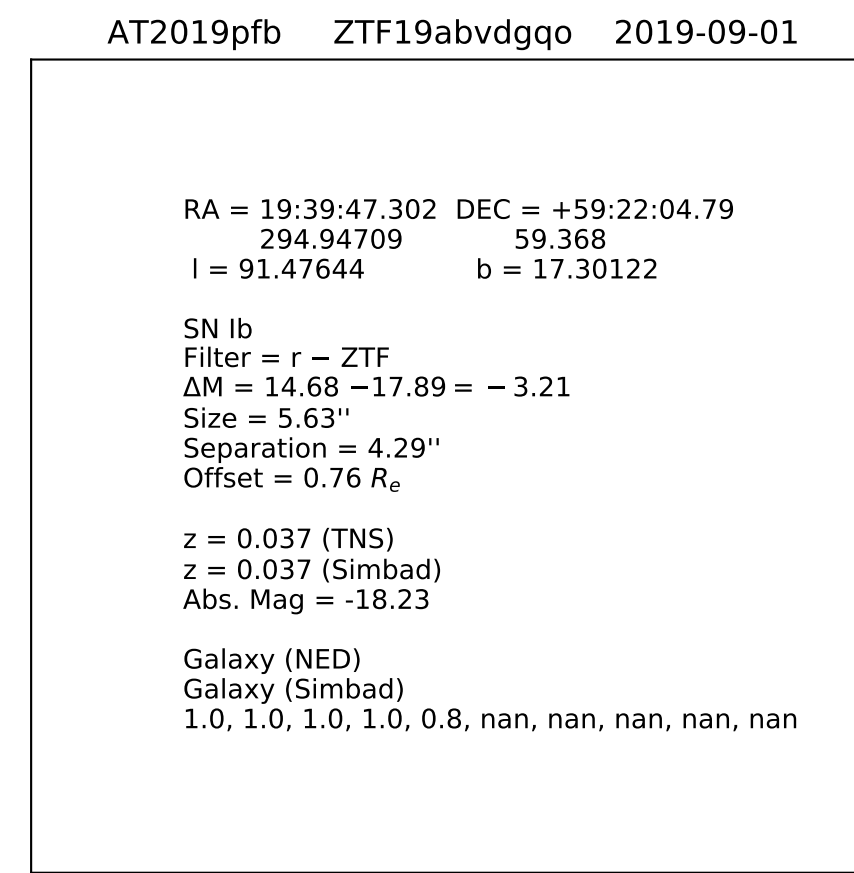 AT2019pfb ZTF19abvdgqo 2019-09-01
RA = 19:39:47.302 DEC = +59:22:04.79
294.94709 59.368
l = 91.47644 b = 17.30122
SN Ib
Filter = r − ZTF
ΔM = 14.68 −17.89 = − 3.21
Size = 5.63''
Separation = 4.29''
Offset = 0.76 Rₑ
z = 0.037 (TNS)
z = 0.037 (Simbad)
Abs. Mag = -18.23
Galaxy (NED)
Galaxy (Simbad)
1.0, 1.0, 1.0, 1.0, 0.8, nan, nan, nan, nan, nan